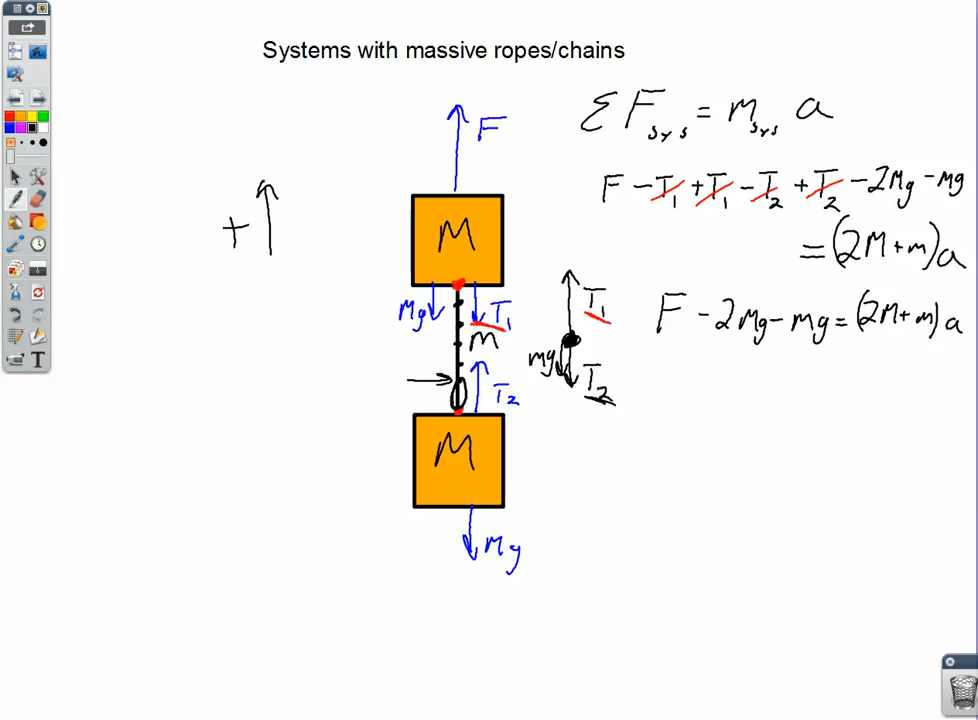 Systems with massive ropes/chains
F
ΣF_sys = m_sys a
F - T₁ + T₁ - T₂ + T₂ - 2Mg - mg
= (2M+m)a
F - 2Mg - mg = (2M+m)a
+
M
Mg T₁
m
T₂
T₁
mg
T₂
M
Mg
T